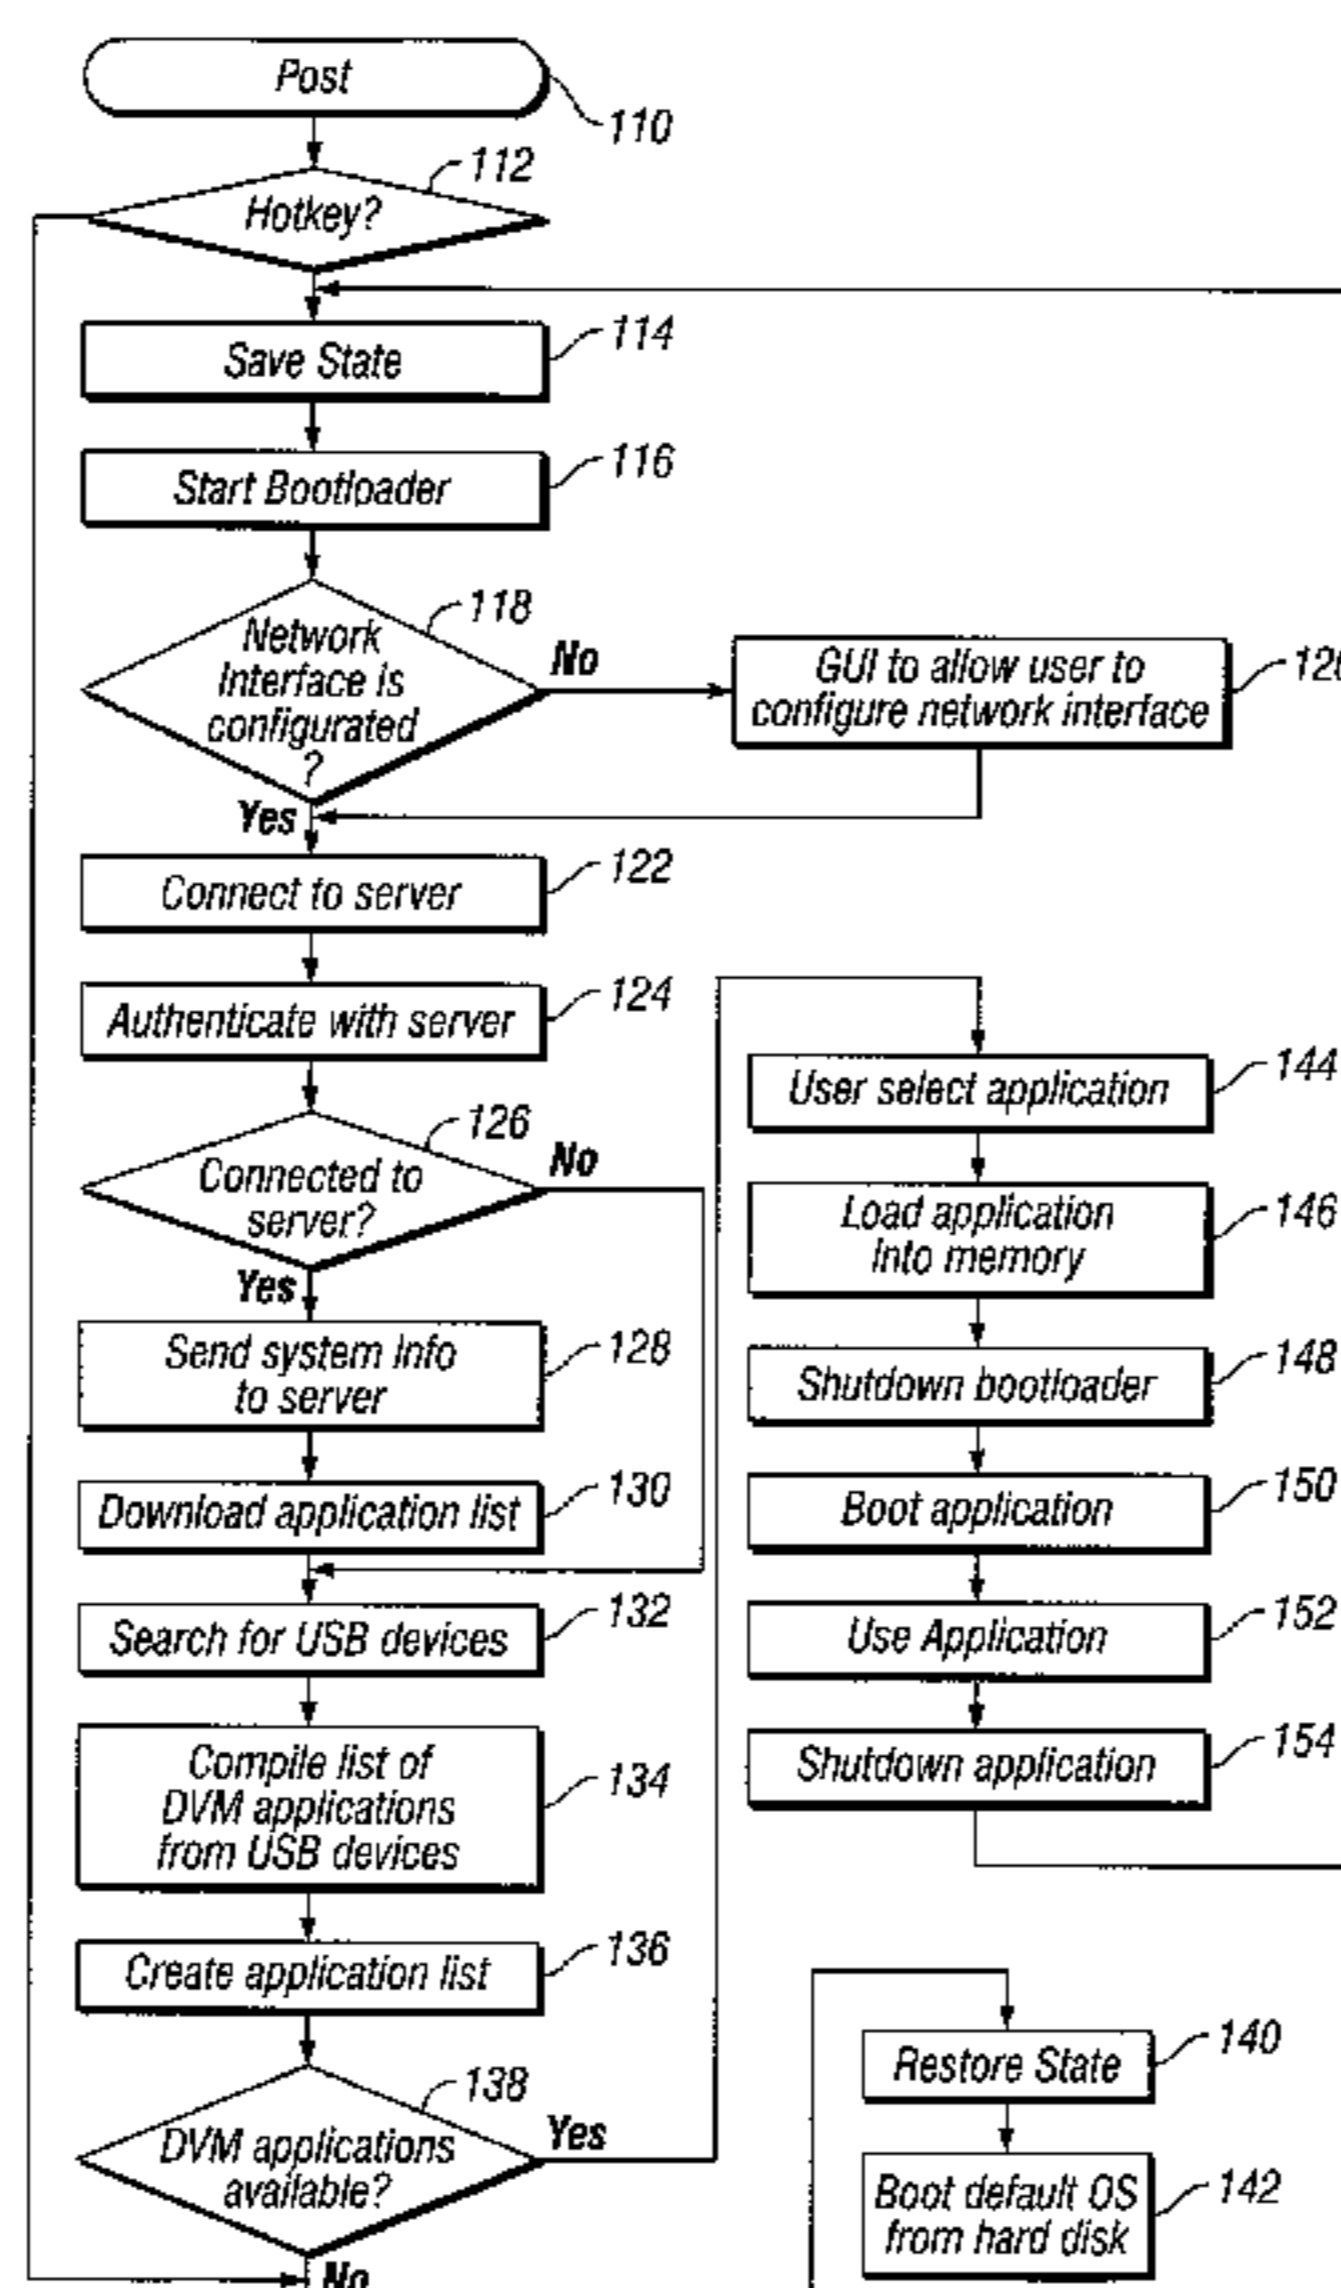 Post
110
112
Hotkey?
Save State
114
Start Bootloader
116
118
Network
Interface is
configurated
?
No
Yes
GUI to allow user to
configure network interface
Connect to server
122
Authenticate with server
124
126
Connected to
server?
No
Yes
Send system info
to server
128
Download application list
130
Search for USB devices
132
Compile list of
DVM applications
from USB devices
134
Create application list
136
138
DVM applications
available?
Yes
No
User select application
144
Load application
into memory
146
Shutdown bootloader
148
Boot application
150
Use Application
152
Shutdown application
154
Restore State
140
Boot default OS
from hard disk
142